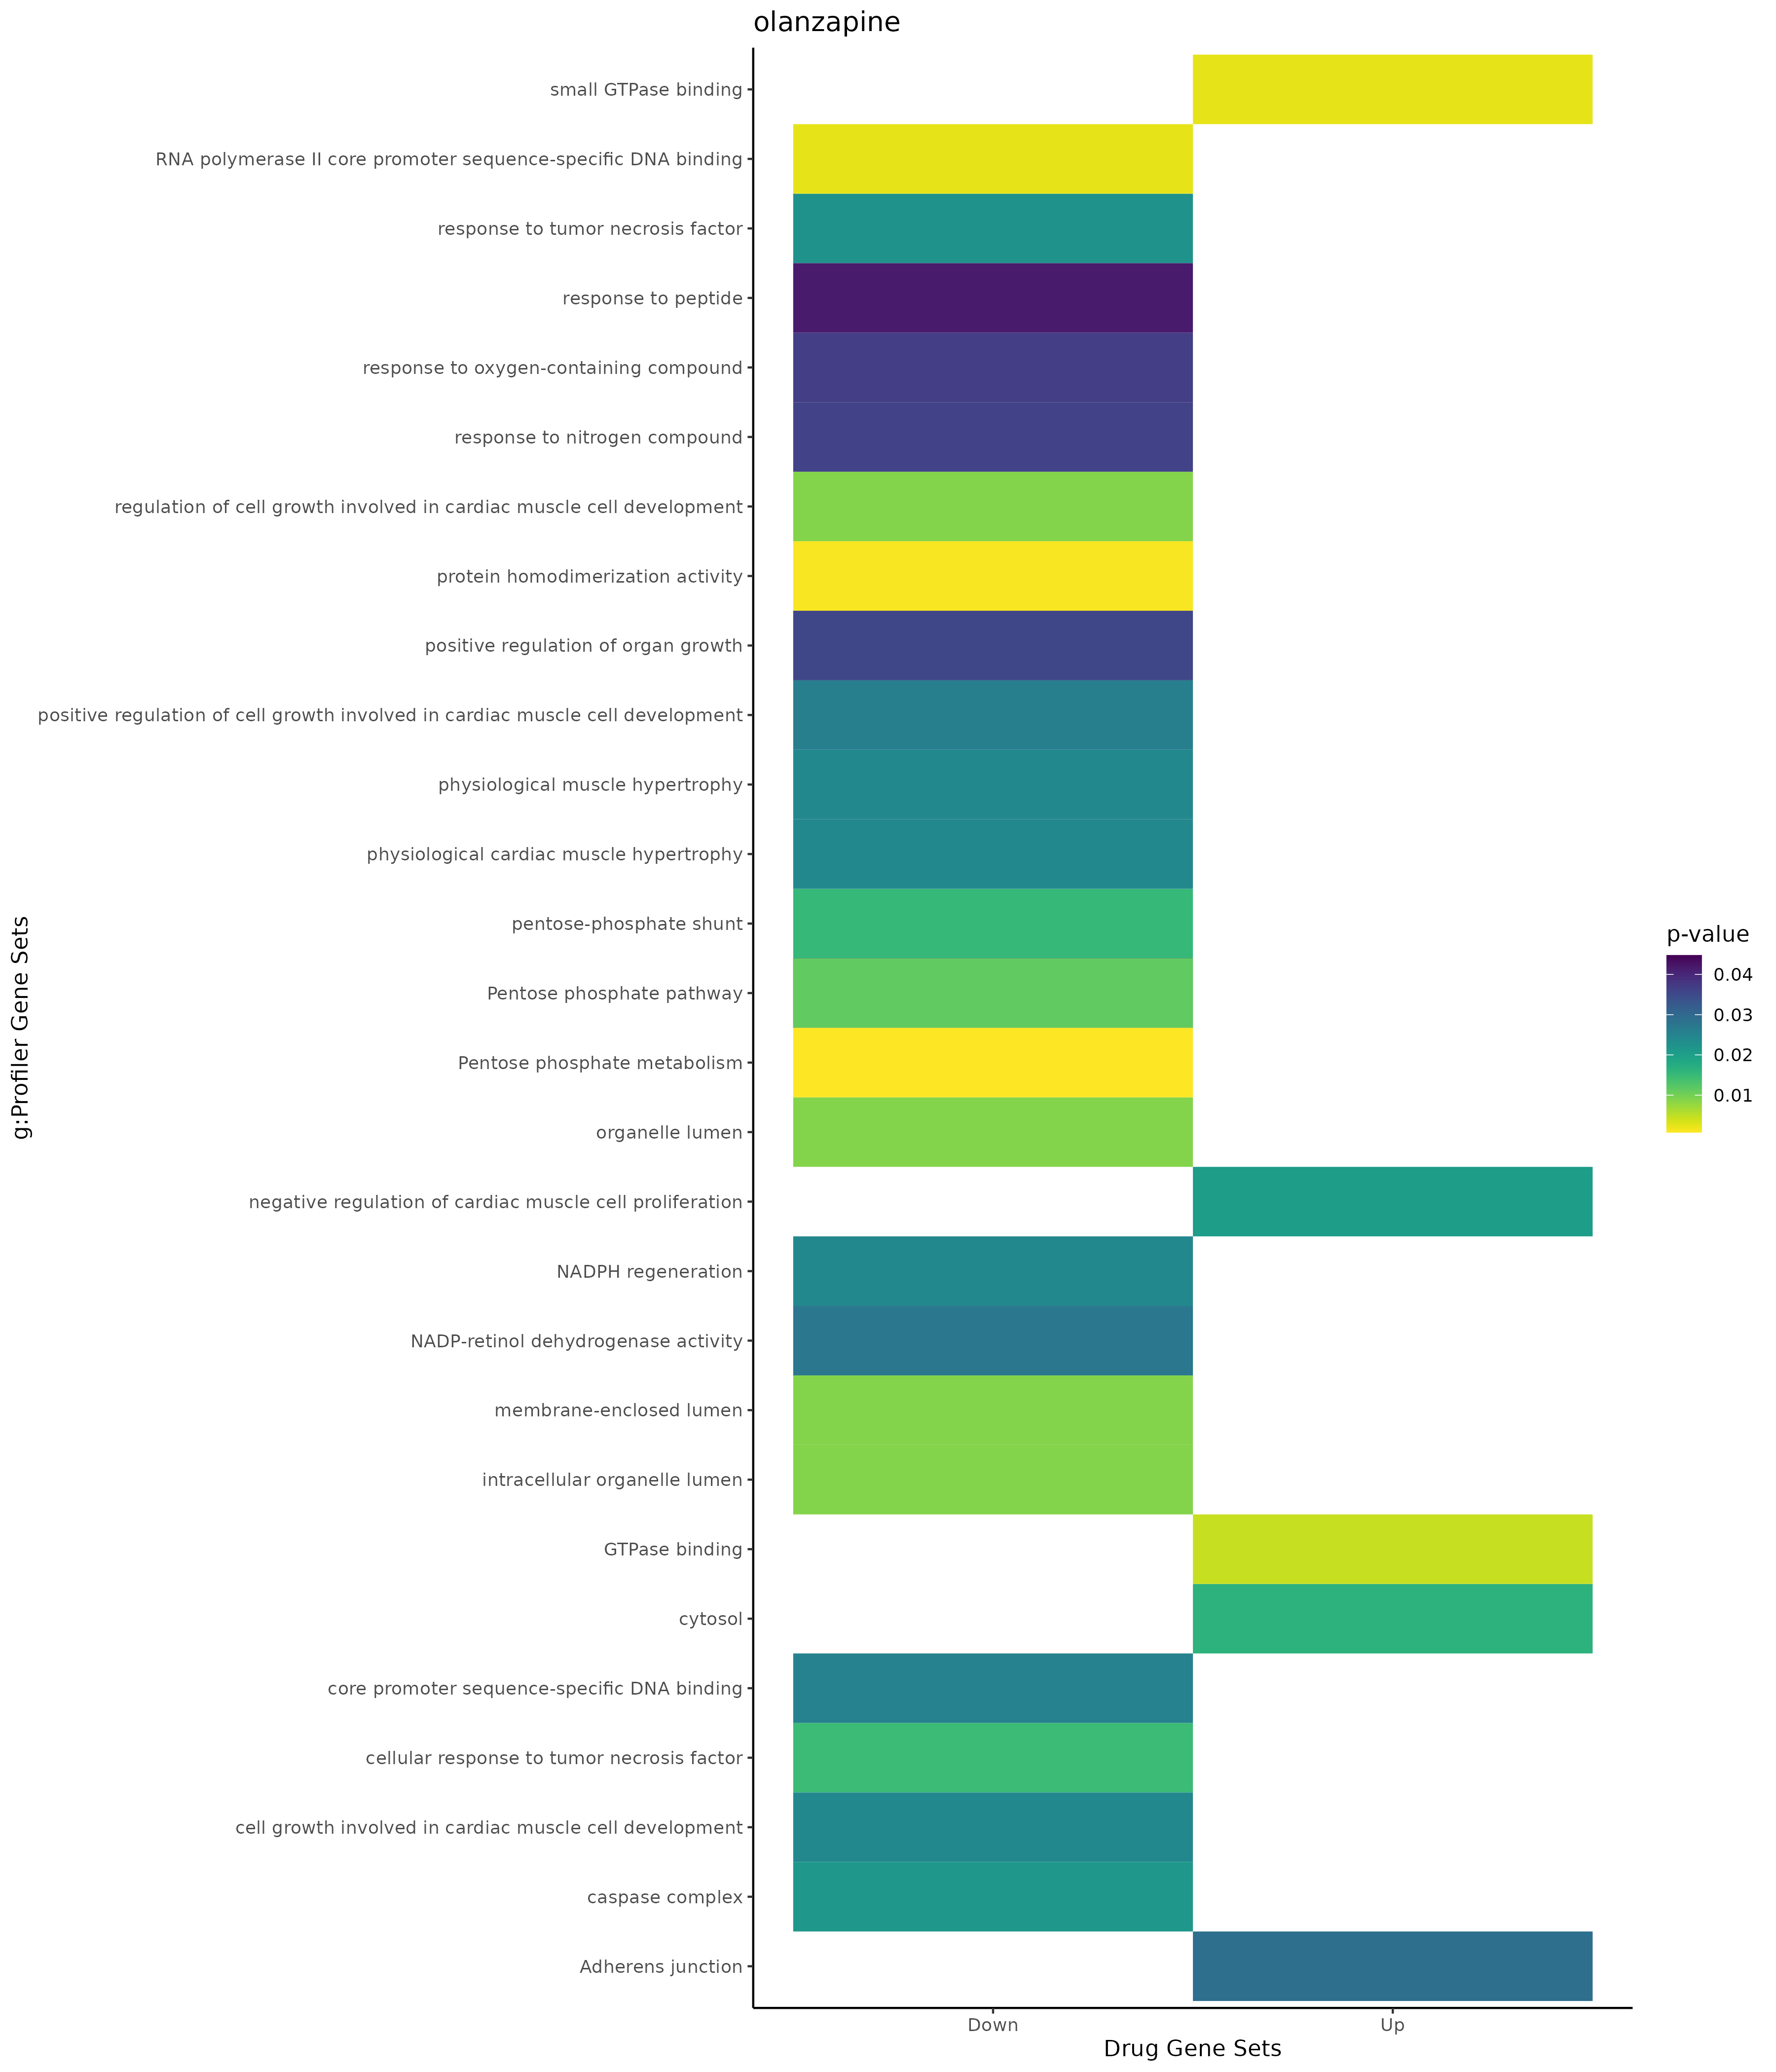 olanzapine
small GTPase binding
RNA polymerase II core promoter sequence-specific DNA binding
response to tumor necrosis factor
response to peptide
response to oxygen-containing compound
response to nitrogen compound
regulation of cell growth involved in cardiac muscle cell development
protein homodimerization activity
positive regulation of organ growth
positive regulation of cell growth involved in cardiac muscle cell development
physiological muscle hypertrophy
physiological cardiac muscle hypertrophy
pentose-phosphate shunt
Pentose phosphate pathway
Pentose phosphate metabolism
organelle lumen
negative regulation of cardiac muscle cell proliferation
NADPH regeneration
NADP-retinol dehydrogenase activity
membrane-enclosed lumen
intracellular organelle lumen
GTPase binding
cytosol
core promoter sequence-specific DNA binding
cellular response to tumor necrosis factor
cell growth involved in cardiac muscle cell development
caspase complex
Adherens junction
g:Profiler Gene Sets
Down
Up
Drug Gene Sets
p-value
0.04
0.03
0.02
0.01